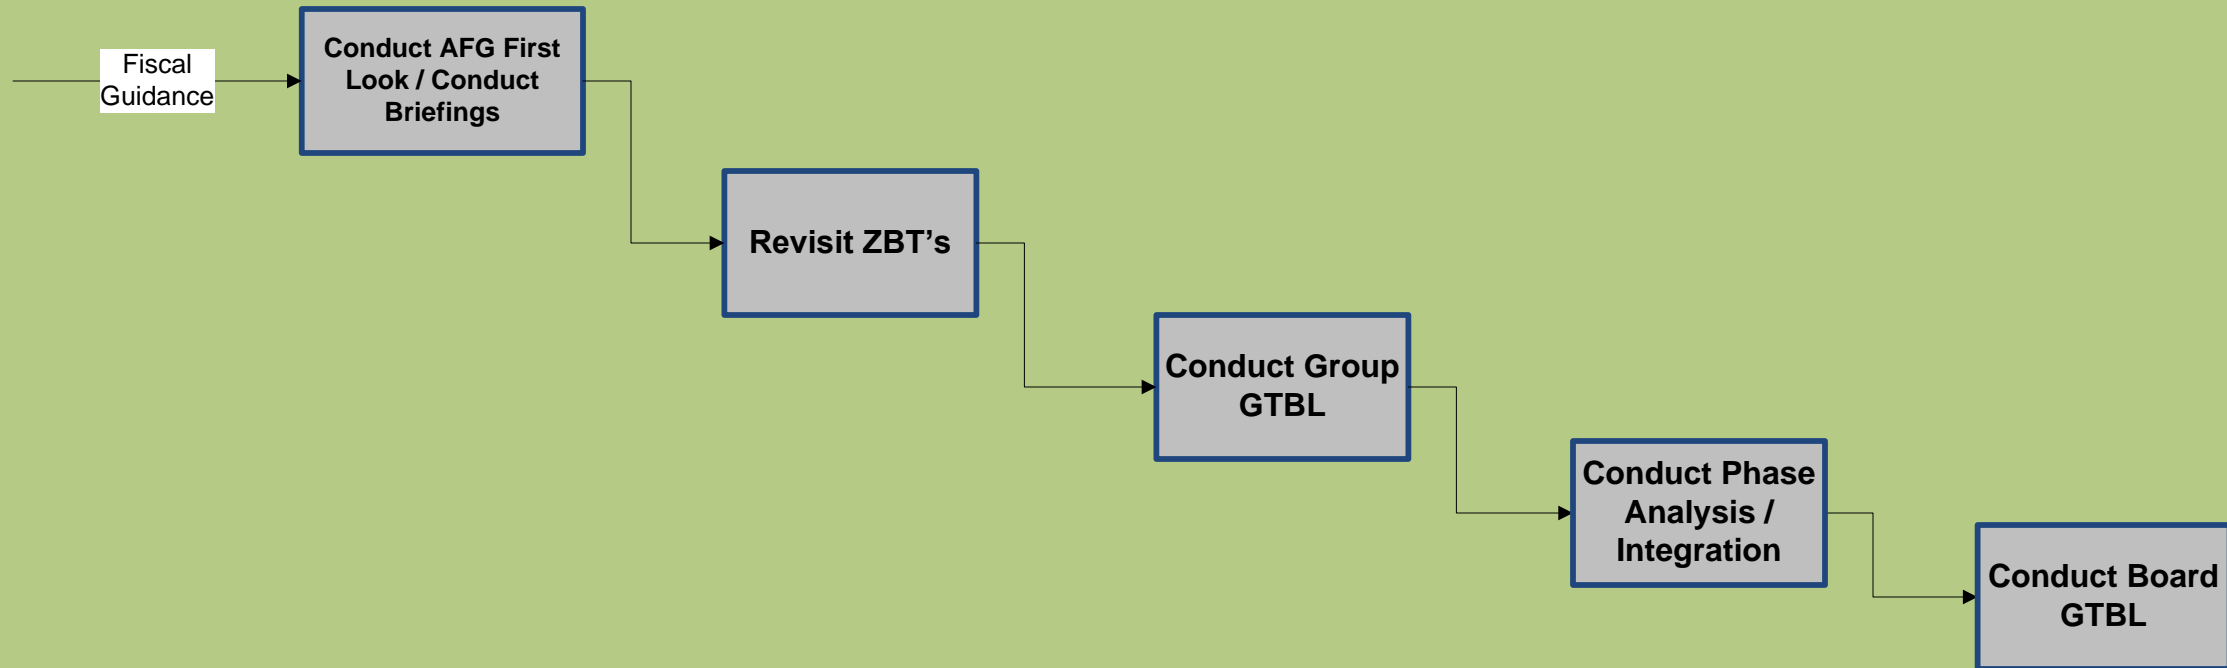 Fiscal
Guidance
Conduct AFG First
Look / Conduct
Briefings
Revisit ZBT’s
Conduct Group
GTBL
Conduct Phase
Analysis /
Integration
Conduct Board
GTBL